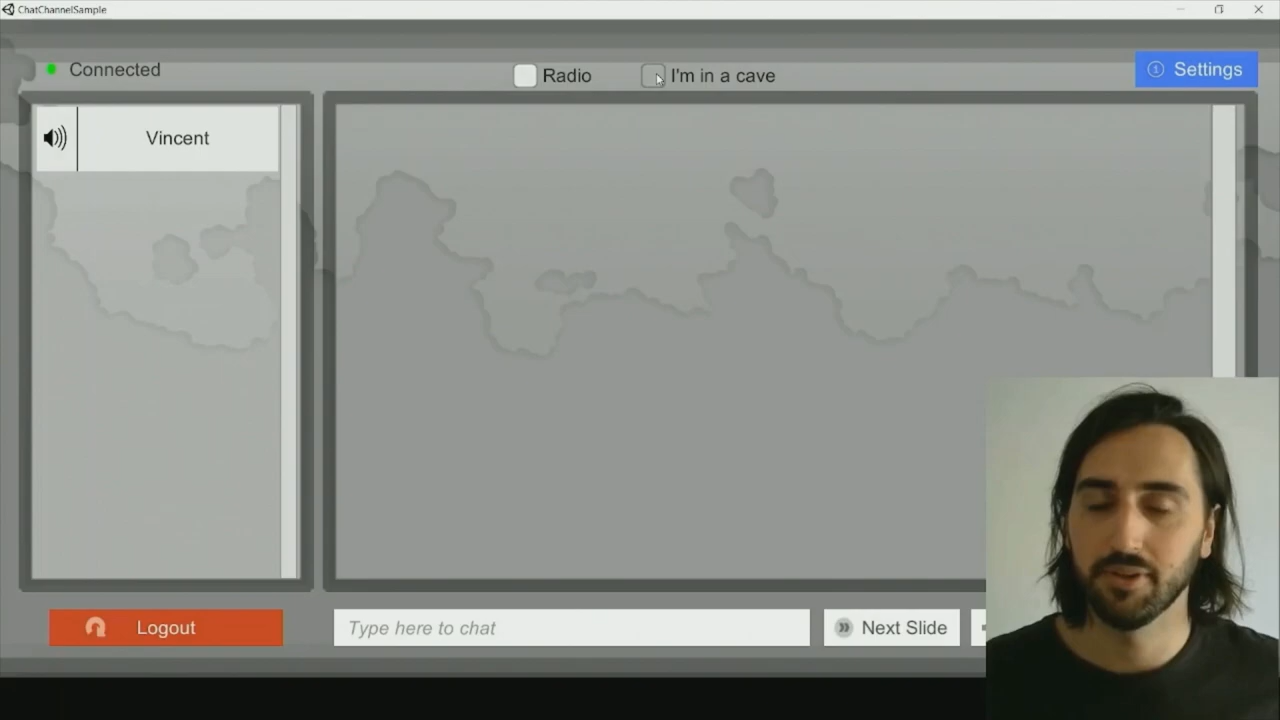 ChatChannelSample
Connected
Radio
I'm in a cave
Settings
Vincent
Logout
Type here to chat
Next Slide